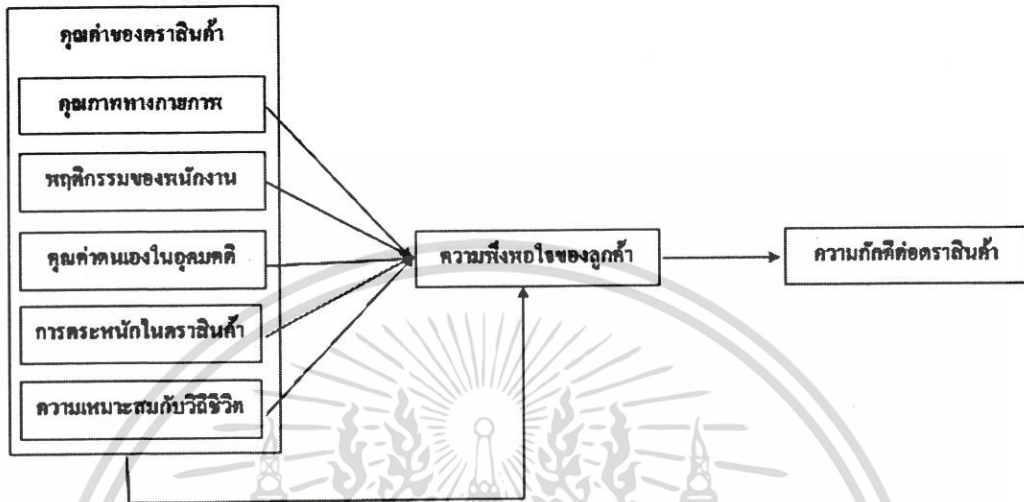 คุณค่าของตราสินค้า
คุณภาพทางกายภาพ
พฤติกรรมของพนักงาน
คุณค่าตนเองในอุดมคติ
การตระหนักในตราสินค้า
ความเหมาะสมกับวิถีชีวิต
ความพึงพอใจของลูกค้า
ความภักดีต่อตราสินค้า